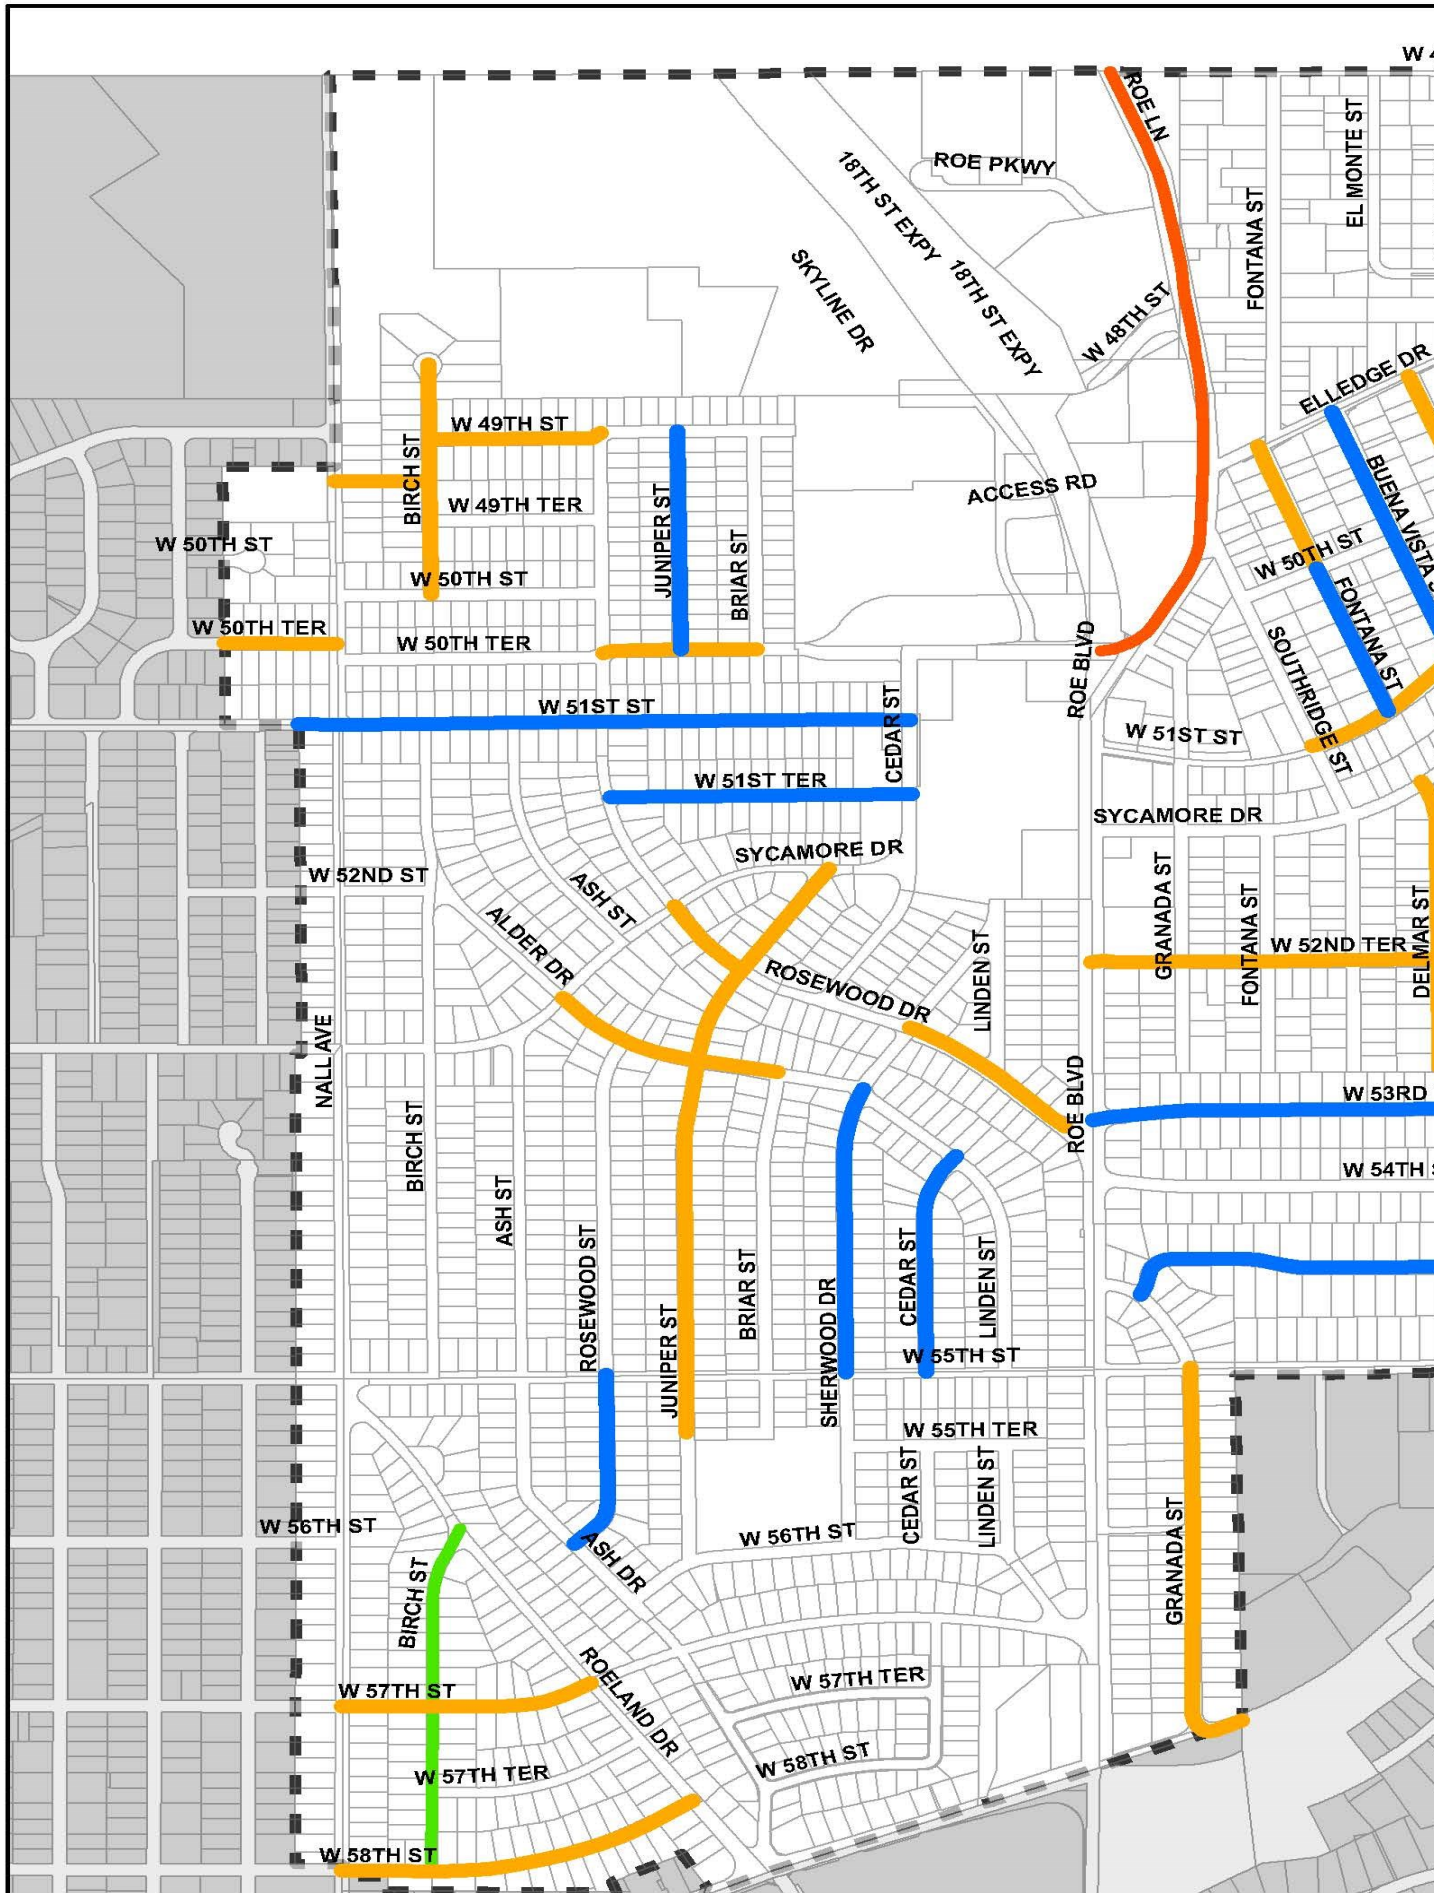 W 4
ROE LN
ROE PKWY
EL MONTE ST
18TH ST EXPY
FONTANA ST
SKYLINE DR
18TH ST EXPY
W 48TH ST
ELLEDGE DR
W 49TH ST
BIRCH ST
W 49TH TER
JUNIPER ST
ACCESS RD
BUENA VISTA S
W 50TH ST
W 50TH ST
BRIAR ST
W 50TH ST
FONTANA ST
W 50TH TER
W 50TH TER
ROE BLVD
SOUTHRIDGE ST
W 51ST ST
CEDAR ST
W 51ST ST
W 51ST TER
SYCAMORE DR
SYCAMORE DR
W 52ND ST
ASH ST
ALDER DR
GRANADA ST
FONTANA ST
W 52ND TER
DELMAR ST
ROSEWOOD DR
LINDEN ST
NALL AVE
ROE BLVD
W 53RD
BIRCH ST
W 54TH S
ASH ST
ROSEWOOD ST
JUNIPER ST
BRIAR ST
SHERWOOD DR
CEDAR ST
LINDEN ST
W 55TH ST
W 55TH TER
CEDAR ST
LINDEN ST
W 56TH ST
W 56TH ST
ASH DR
GRANADA ST
BIRCH ST
ROELAND DR
W 57TH ST
W 57TH TER
W 57TH TER
W 58TH ST
W 58TH ST